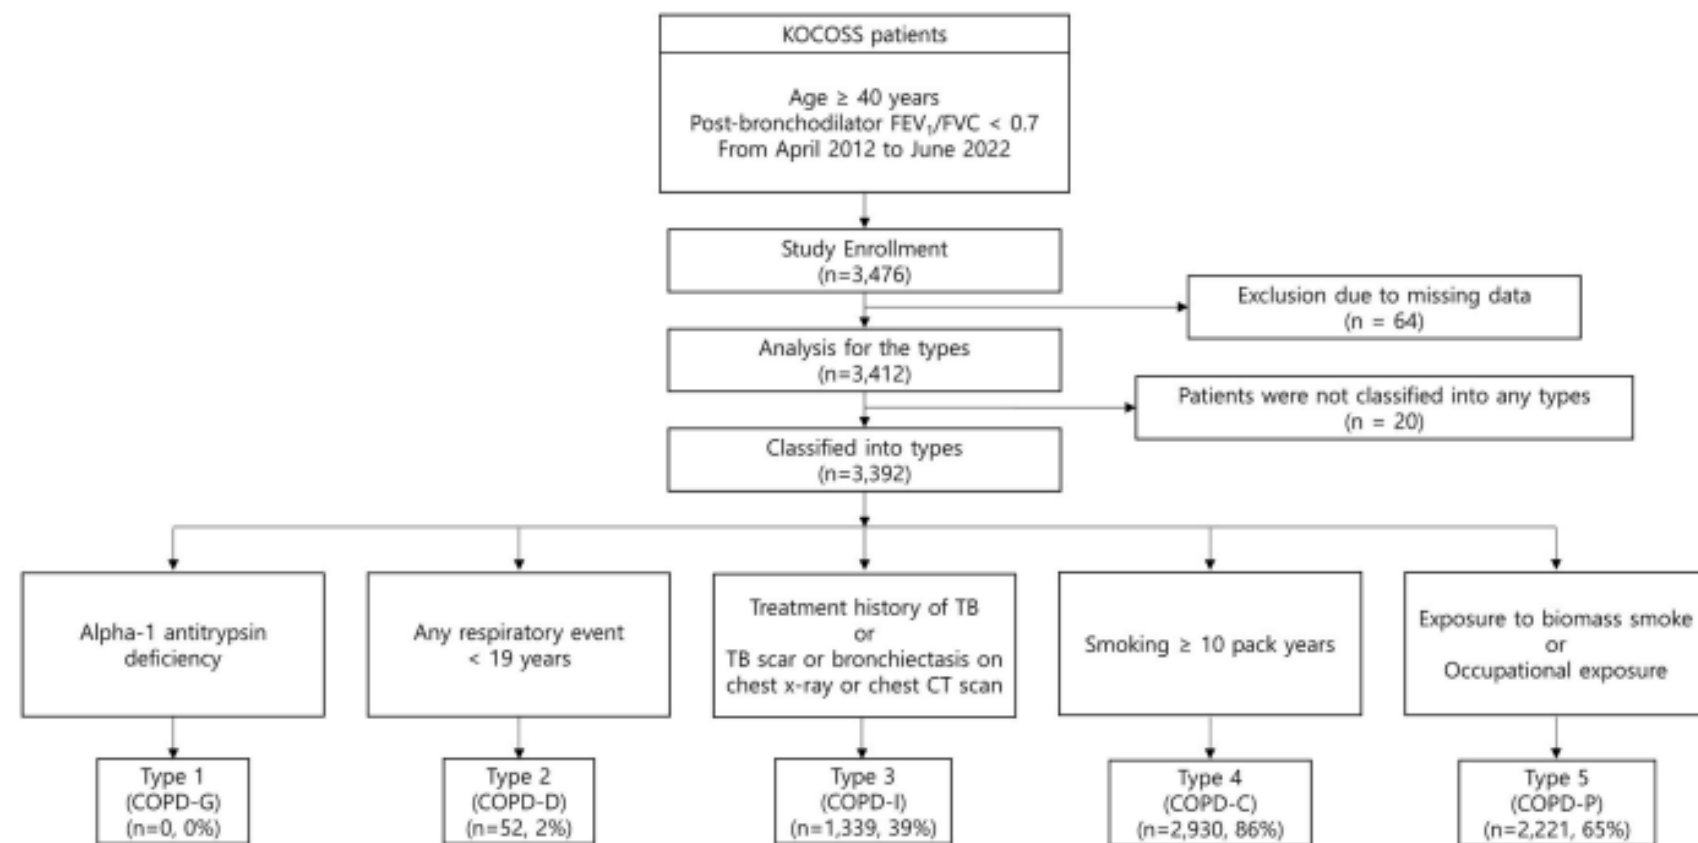 KOCOSS patients
Age ≥ 40 years
Post-bronchodilator FEV₁/FVC < 0.7
From April 2012 to June 2022
Study Enrollment
(n=3,476)
Exclusion due to missing data
(n = 64)
Analysis for the types
(n=3,412)
Patients were not classified into any types
(n = 20)
Classified into types
(n=3,392)
Alpha-1 antitrypsin
deficiency
Any respiratory event
< 19 years
Treatment history of TB
or
TB scar or bronchiectasis on
chest x-ray or chest CT scan
Smoking ≥ 10 pack years
Exposure to biomass smoke
or
Occupational exposure
Type 1
(COPD-G)
(n=0, 0%)
Type 2
(COPD-D)
(n=52, 2%)
Type 3
(COPD-I)
(n=1,339, 39%)
Type 4
(COPD-C)
(n=2,930, 86%)
Type 5
(COPD-P)
(n=2,221, 65%)